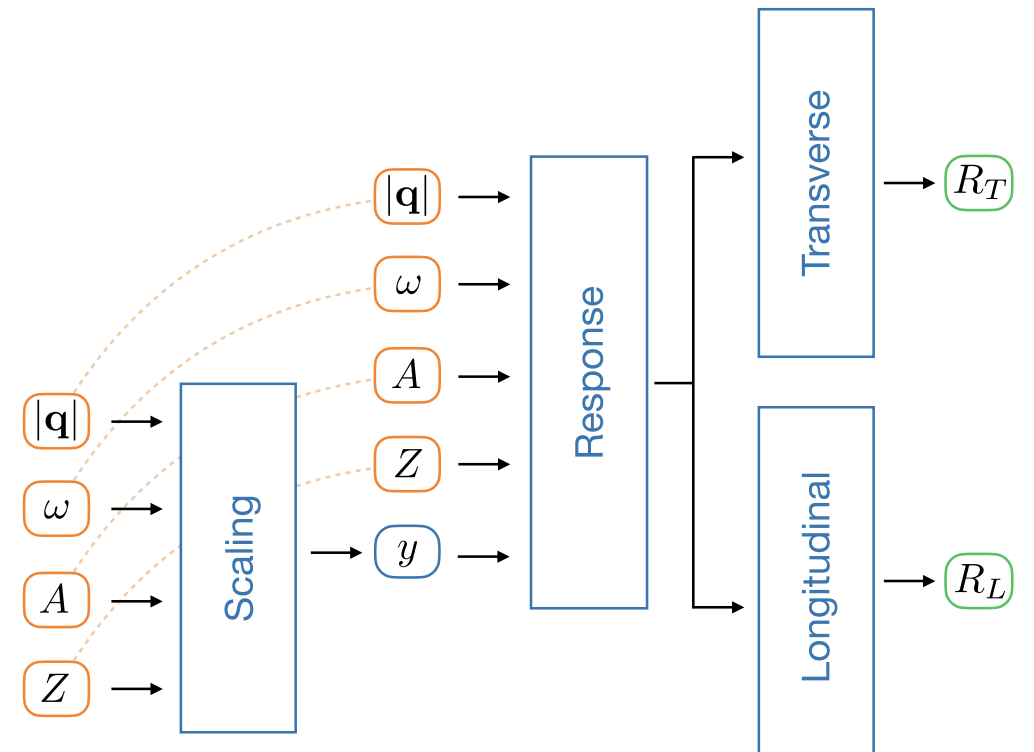 |q|
ω
A
Z
Scaling
|q|
ω
A
Z
y
Response
Transverse
Longitudinal
R_T
R_L